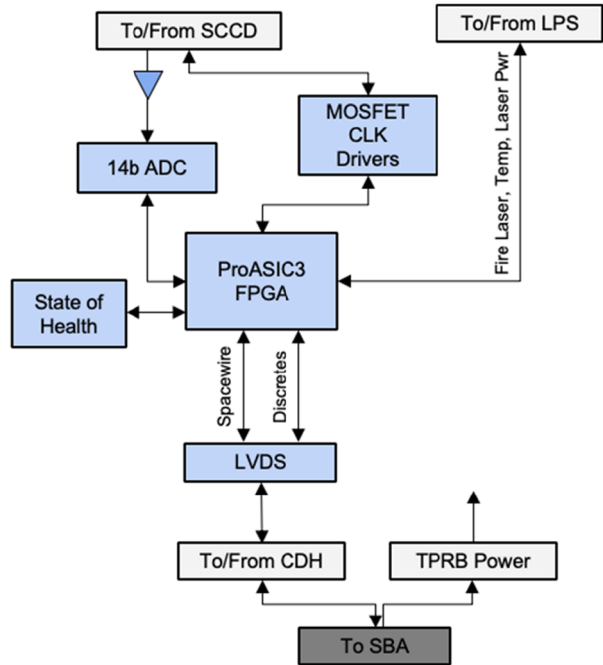 To/From SCCD
To/From LPS
MOSFET
CLK
Drivers
14b ADC
Fire Laser, Temp, Laser Pwr
ProASIC3
FPGA
State of
Health
Spacewire
Discretes
LVDS
To/From CDH
TPRB Power
To SBA